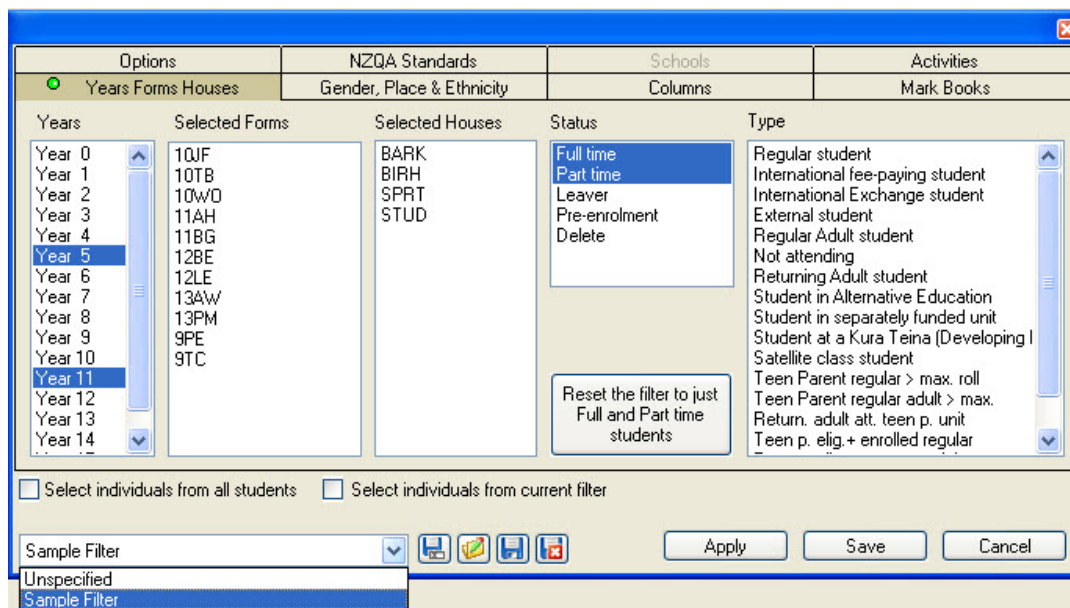 Options
NZQA Standards
Schools
Activities
Years Forms Houses
Gender, Place & Ethnicity
Columns
Mark Books
Years
Year 0
Year 1
Year 2
Year 3
Year 4
Year 5
Year 6
Year 7
Year 8
Year 9
Year 10
Year 11
Year 12
Year 13
Year 14
Selected Forms
10JF
10TB
10WO
11AH
11BG
12BE
12LE
13AW
13PM
9PE
9TC
Selected Houses
BARK
BIRH
SPRT
STUD
Status
Full time
Part time
Leaver
Pre-enrolment
Delete
Reset the filter to just
Full and Part time
students
Type
Regular student
International fee-paying student
International Exchange student
External student
Regular Adult student
Not attending
Returning Adult student
Student in Alternative Education
Student in separately funded unit
Student at a Kura Teina (Developing
Satellite class student
Teen Parent regular > max. roll
Teen Parent regular adult > max.
Return. adult att. teen p. unit
Teen p. elig.+ enrolled regular
Select individuals from all students
Select individuals from current filter
Sample Filter
Apply
Save
Cancel
Unspecified
Sample Filter